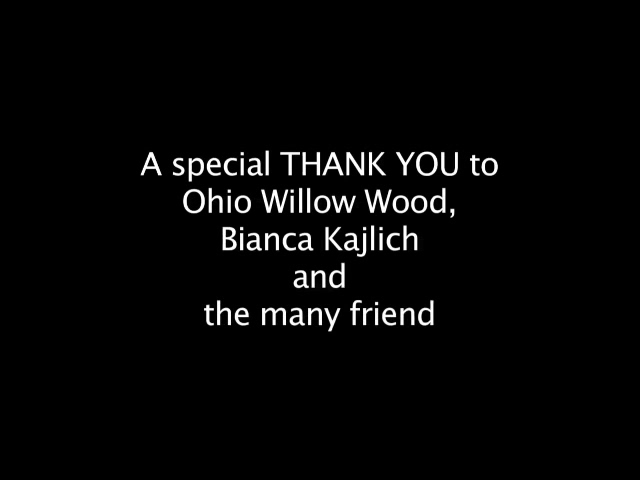 A special THANK YOU to
Ohio Willow Wood,
Bianca Kajlich
and
the many friend